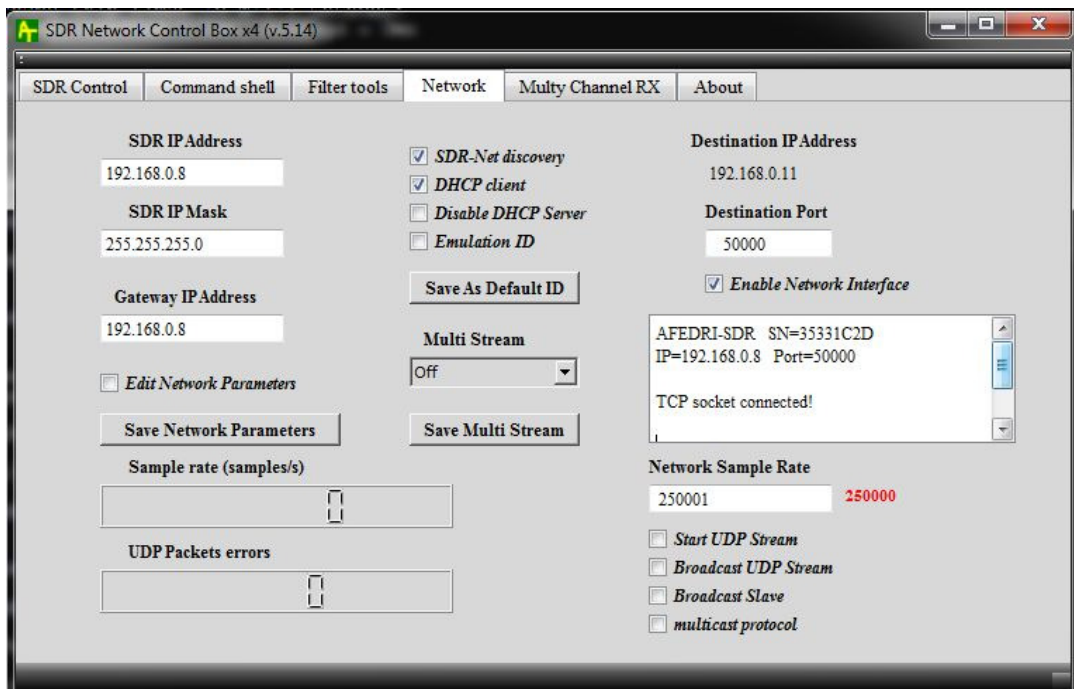 SDR Network Control Box x4 (v.5.14)
SDR Control
Command shell
Filter tools
Network
Multy Channel RX
About
SDR IP Address
192.168.0.8
SDR IP Mask
255.255.255.0
Gateway IP Address
192.168.0.8
Edit Network Parameters
Save Network Parameters
Sample rate (samples/s)
0
UDP Packets errors
0
SDR-Net discovery
DHCP client
Disable DHCP Server
Emulation ID
Save As Default ID
Multi Stream
Off
Save Multi Stream
Destination IP Address
192.168.0.11
Destination Port
50000
Enable Network Interface
AFEDRI-SDR SN=35331C2D
IP=192.168.0.8 Port=50000
TCP socket connected!
Network Sample Rate
250001
250000
Start UDP Stream
Broadcast UDP Stream
Broadcast Slave
multicast protocol